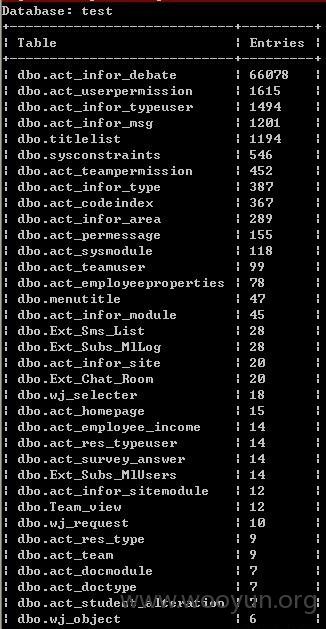 Database: test
Table | Entries
dbo.act_infor_debate | 66078
dbo.act_userpermission | 1615
dbo.act_infor_typeuser | 1494
dbo.act_infor_msg | 1201
dbo.titlelist | 1194
dbo.sysconstraints | 546
dbo.act_teampermission | 452
dbo.act_infor_type | 387
dbo.act_codeindex | 367
dbo.act_infor_area | 289
dbo.act_permessage | 155
dbo.act_sysmodule | 118
dbo.act_teamuser | 99
dbo.act_employeeproperties | 78
dbo.menutitle | 47
dbo.act_infor_module | 45
dbo.Ext_Sms_List | 28
dbo.Ext_Subs_MlLog | 28
dbo.act_infor_site | 20
dbo.Ext_Chat_Room | 20
dbo.wj_selecter | 18
dbo.act_homepage | 15
dbo.act_employee_income | 14
dbo.act_res_typeuser | 14
dbo.act_survey_answer | 14
dbo.Ext_Subs_MlUsers | 14
dbo.act_infor_sitemodule | 12
dbo.Team_view | 12
dbo.wj_request | 10
dbo.act_res_type | 9
dbo.act_team | 9
dbo.act_docmodule | 7
dbo.act_doctype | 7
dbo.act_student_alteration | 7
dbo.wj_object | 6
www.wooyun.org